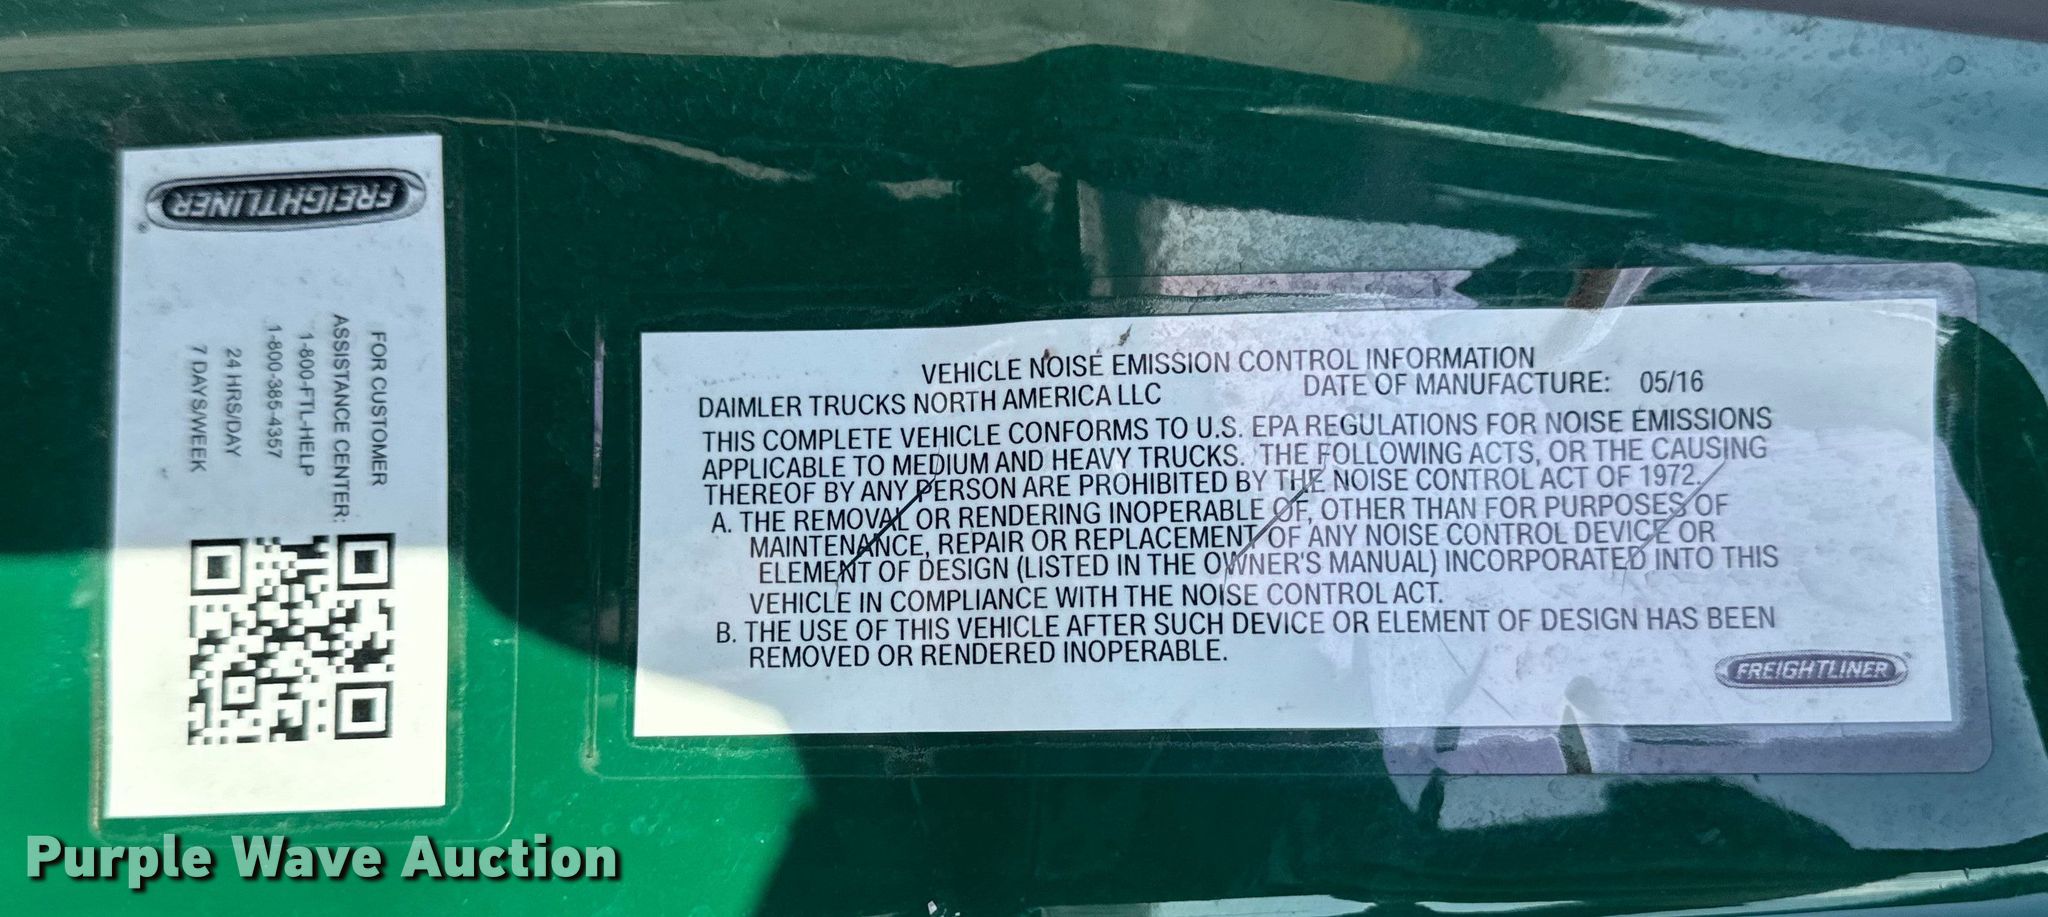 FREIGHTLINER
FOR CUSTOMER
ASSISTANCE CENTER:
1-800-FTL-HELP
1-800-385-4357
24 HRS/DAY
7 DAYS/WEEK
VEHICLE NOISE EMISSION CONTROL INFORMATION
DAIMLER TRUCKS NORTH AMERICA LLC DATE OF MANUFACTURE: 05/16
THIS COMPLETE VEHICLE CONFORMS TO U.S. EPA REGULATIONS FOR NOISE EMISSIONS
APPLICABLE TO MEDIUM AND HEAVY TRUCKS. THE FOLLOWING ACTS, OR THE CAUSING
THEREOF BY ANY PERSON ARE PROHIBITED BY THE NOISE CONTROL ACT OF 1972.
A. THE REMOVAL OR RENDERING INOPERABLE OF, OTHER THAN FOR PURPOSES OF
MAINTENANCE, REPAIR OR REPLACEMENT OF ANY NOISE CONTROL DEVICE OR
ELEMENT OF DESIGN (LISTED IN THE OWNER'S MANUAL) INCORPORATED INTO THIS
VEHICLE IN COMPLIANCE WITH THE NOISE CONTROL ACT.
B. THE USE OF THIS VEHICLE AFTER SUCH DEVICE OR ELEMENT OF DESIGN HAS BEEN
REMOVED OR RENDERED INOPERABLE.
FREIGHTLINER
Purple Wave Auction